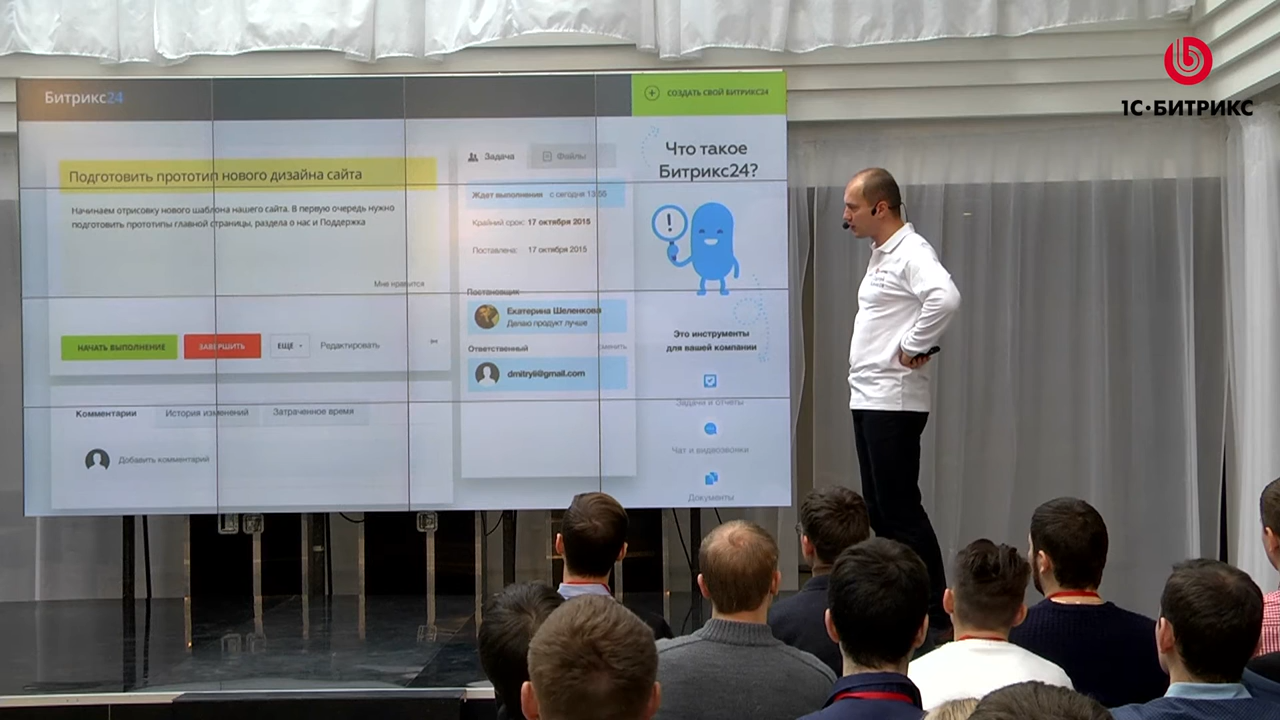 1С·БИТРИКС
Битрикс24
СОЗДАТЬ СВОЙ БИТРИКС24
Подготовить прототип нового дизайна сайта
Начинаем отрисовку нового шаблона нашего сайта. В первую очередь нужно
подготовить прототипы главной страницы, раздела о нас и Поддержка
Мне нравится
НАЧАТЬ ВЫПОЛНЕНИЕ
ЗАВЕРШИТЬ
ЕЩЕ
Редактировать
Комментарии
История изменений
Затраченное время
Добавить комментарий
Задача
Файлы
Ждет выполнения с сегодня 13:55
Крайний срок: 17 октября 2015
Поставлена: 17 октября 2015
Постановщик
Екатерина Шеленкова
Делаю продукт лучше
Ответственный
dmitryli@gmail.com
Что такое
Битрикс24?
Это инструменты
для вашей компании
Задачи и отчеты
Чат и видеозвонки
Документы